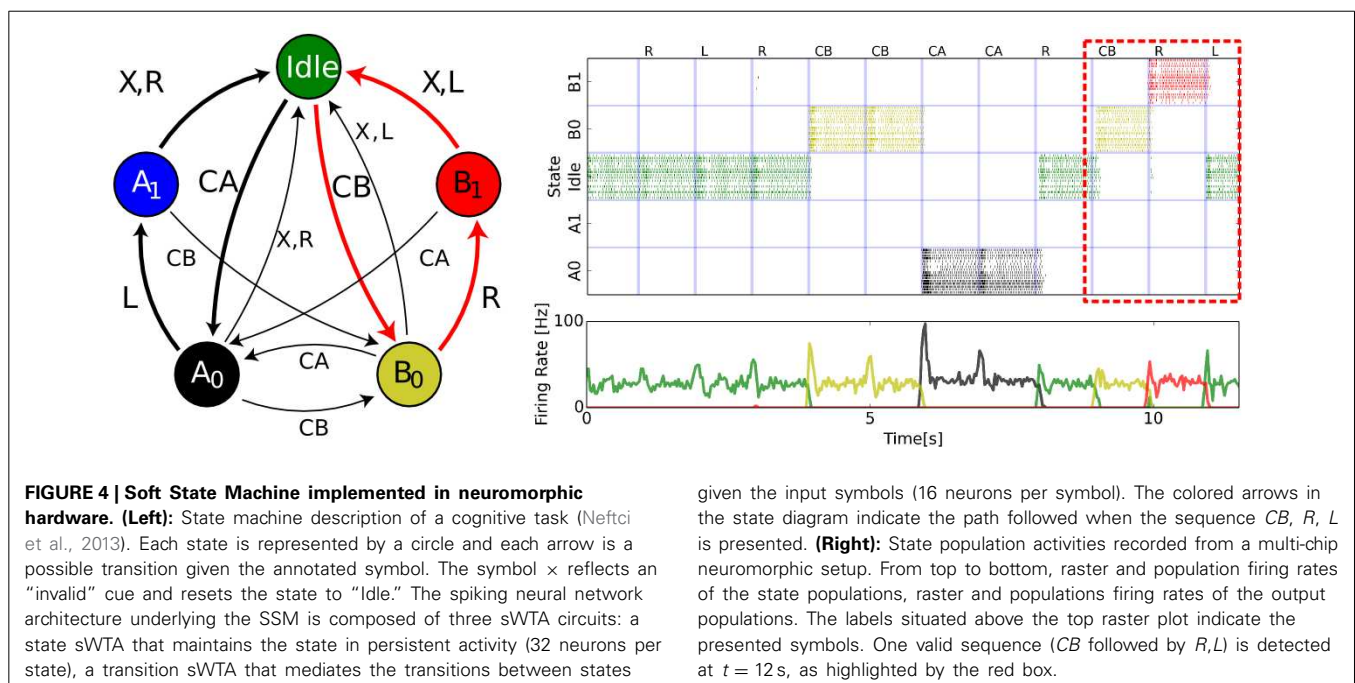 Idle
X,R
X,L
X,L
A1
CA
CB
B1
X,R
CB
CA
L
R
A0
CA
B0
CB
R L R CB CB CA CA R CB R L
B1
B0
Idle
A1
A0
State
100
0
Firing Rate [Hz]
0 5 10
Time[s]
FIGURE 4 | Soft State Machine implemented in neuromorphic
hardware. (Left): State machine description of a cognitive task (Neftci
et al., 2013). Each state is represented by a circle and each arrow is a
possible transition given the annotated symbol. The symbol × reflects an
“invalid” cue and resets the state to “Idle.” The spiking neural network
architecture underlying the SSM is composed of three sWTA circuits: a
state sWTA that maintains the state in persistent activity (32 neurons per
state), a transition sWTA that mediates the transitions between states
given the input symbols (16 neurons per symbol). The colored arrows in
the state diagram indicate the path followed when the sequence CB, R, L
is presented. (Right): State population activities recorded from a multi-chip
neuromorphic setup. From top to bottom, raster and population firing rates
of the state populations, raster and populations firing rates of the output
populations. The labels situated above the top raster plot indicate the
presented symbols. One valid sequence (CB followed by R,L) is detected
at t = 12 s, as highlighted by the red box.